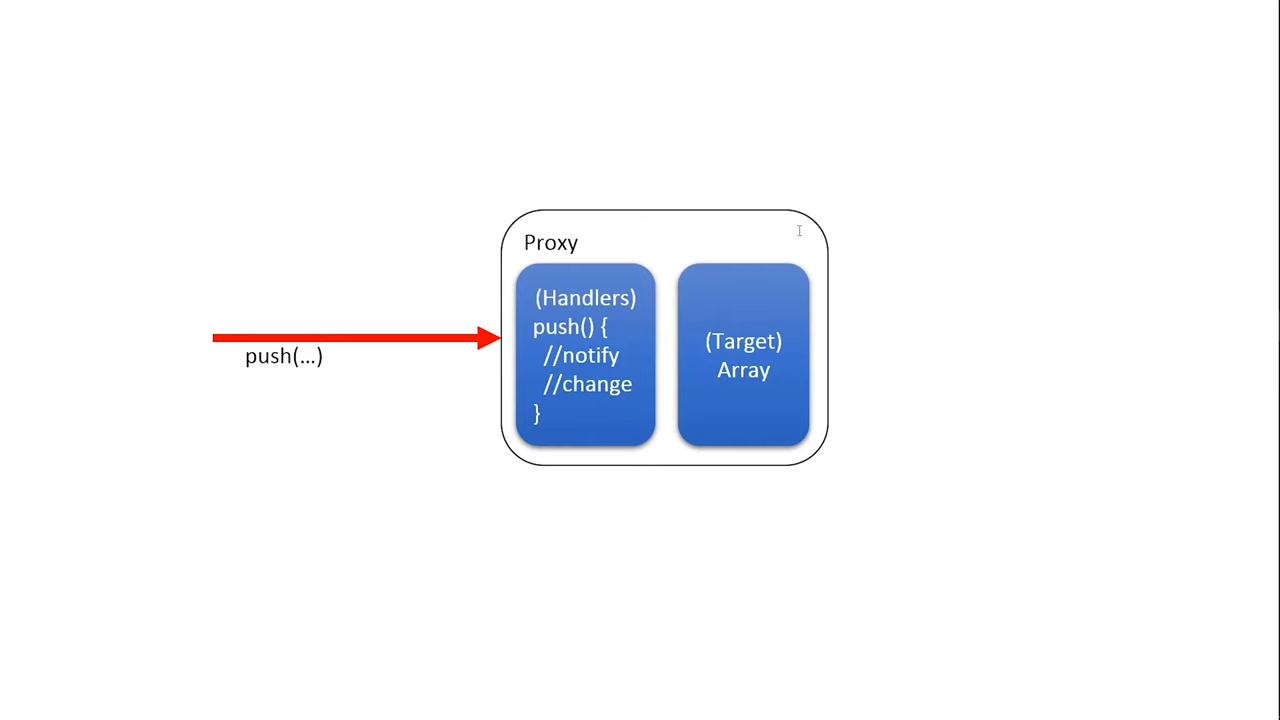 Proxy
(Handlers)
push() {
//notify
//change
}
(Target)
Array
push(...)